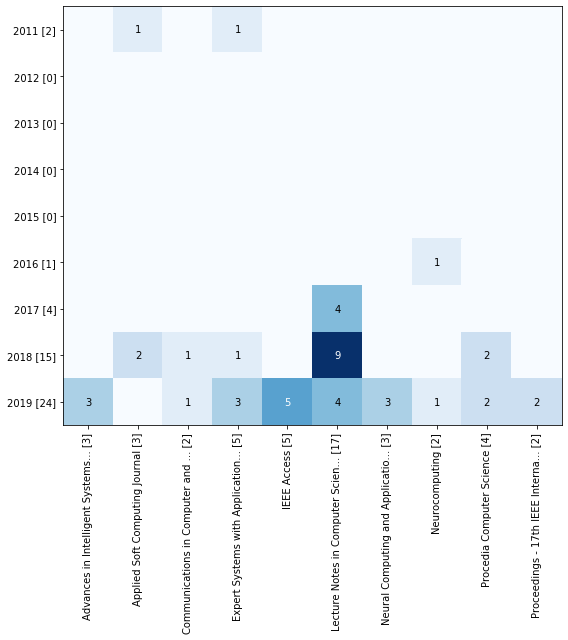 2011 [2] 1 1
2012 [0]
2013 [0]
2014 [0]
2015 [0]
2016 [1] 1
2017 [4] 4
2018 [15] 2 1 1 9 2
2019 [24] 3 1 3 5 4 3 1 2 2
Advances in Intelligent Systems... [3]
Applied Soft Computing Journal [3]
Communications in Computer and ... [2]
Expert Systems with Application... [5]
IEEE Access [5]
Lecture Notes in Computer Scien... [17]
Neural Computing and Applicatio... [3]
Neurocomputing [2]
Procedia Computer Science [4]
Proceedings - 17th IEEE Interna... [2]